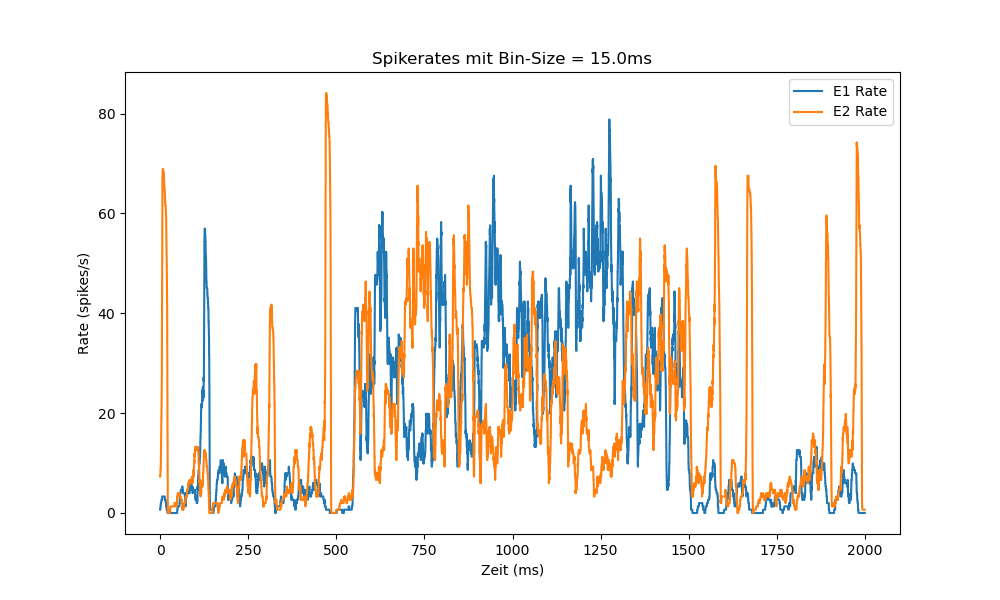 Spikerates mit Bin-Size = 15.0ms
E1 Rate
E2 Rate
80
60
40
20
0
Rate (spikes/s)
0 250 500 750 1000 1250 1500 1750 2000
Zeit (ms)